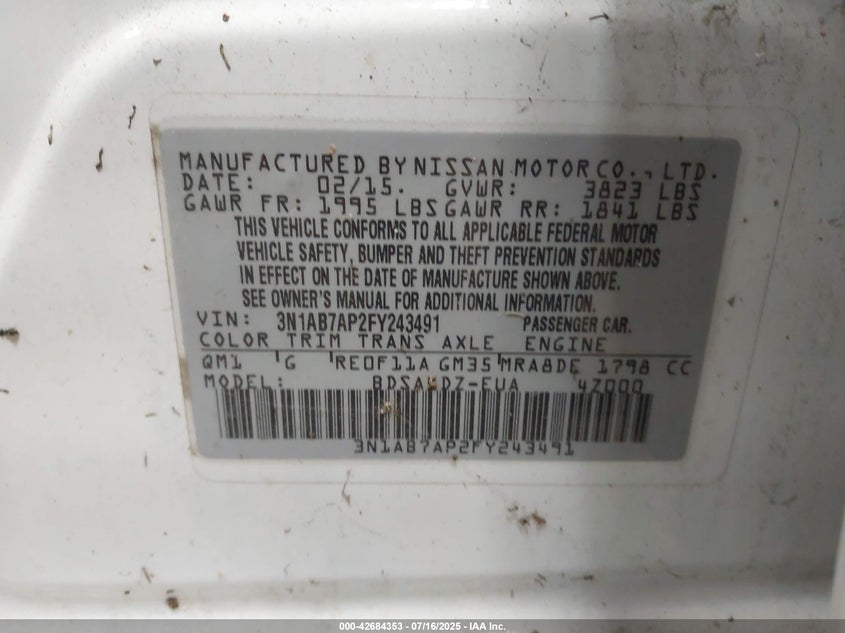 MANUFACTURED BY NISSAN MOTOR CO., LTD.
DATE: 02/15. GVWR: 3823 LBS
GAWR FR: 1995 LBS GAWR RR: 1841 LBS
THIS VEHICLE CONFORMS TO ALL APPLICABLE FEDERAL MOTOR
VEHICLE SAFETY, BUMPER AND THEFT PREVENTION STANDARDS
IN EFFECT ON THE DATE OF MANUFACTURE SHOWN ABOVE.
SEE OWNER'S MANUAL FOR ADDITIONAL INFORMATION.
VIN: 3N1AB7AP2FY243491 PASSENGER CAR.
COLOR TRIM TRANS AXLE ENGINE
QM1 G RE0F11A GM35 MRA8DE 1798 CC
MODEL: 4Z000
3N1AB7AP2FY243491
000-42684353 - 07/16/2025 - IAA Inc.